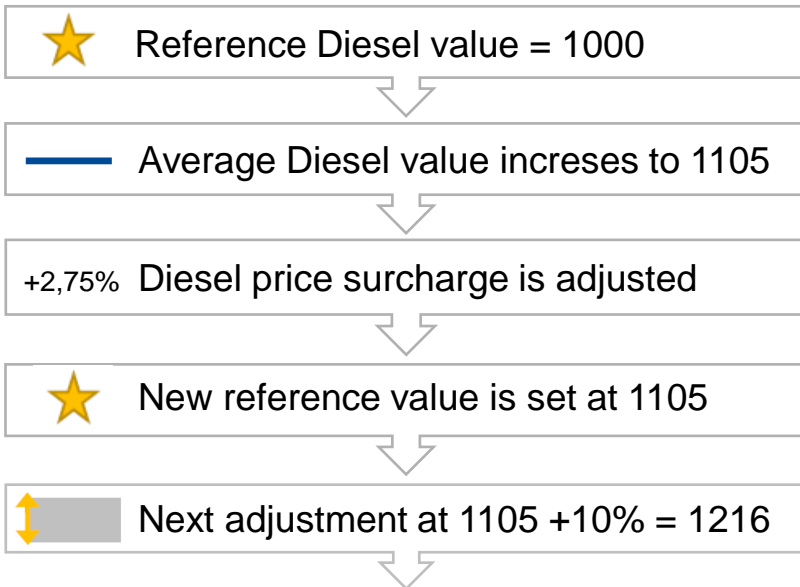 Reference Diesel value = 1000
Average Diesel value increses to 1105
+2,75% Diesel price surcharge is adjusted
New reference value is set at 1105
Next adjustment at 1105 +10% = 1216